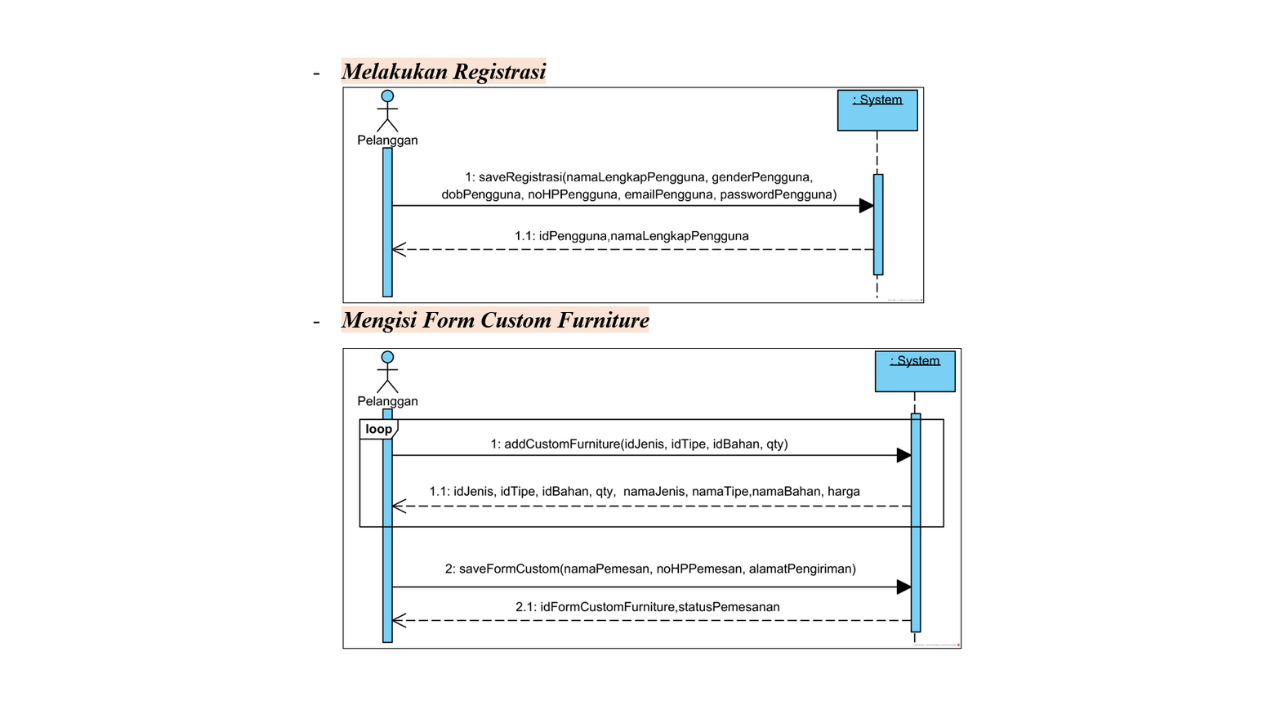 - Melakukan Registrasi
: System
Pelanggan
1: saveRegistrasi(namaLengkapPengguna, genderPengguna,
dobPengguna, noHPPengguna, emailPengguna, passwordPengguna)
1.1: idPengguna,namaLengkapPengguna
- Mengisi Form Custom Furniture
: System
Pelanggan
loop
1: addCustomFurniture(idJenis, idTipe, idBahan, qty)
1.1: idJenis, idTipe, idBahan, qty,  namaJenis, namaTipe,namaBahan, harga
2: saveFormCustom(namaPemesan, noHPPemesan, alamatPengiriman)
2.1: idFormCustomFurniture,statusPemesanan